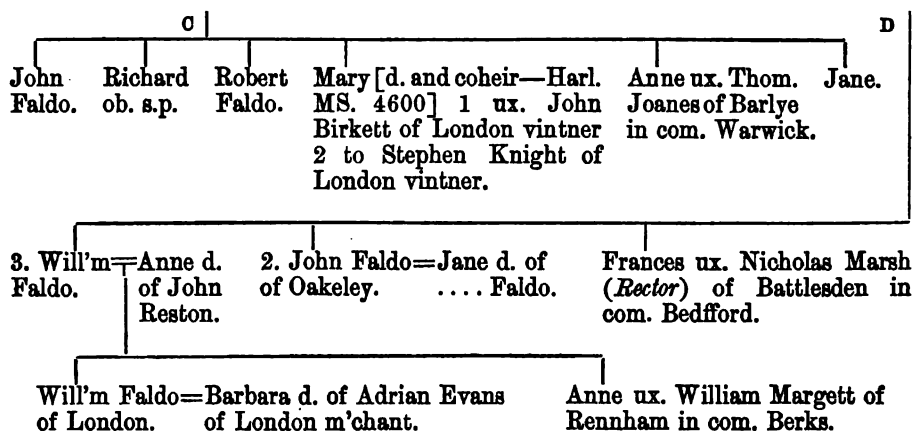 C D
John Faldo.
Richard ob. s.p.
Robert Faldo.
Mary [d. and coheir—Harl.
MS. 4600] 1 ux. John
Birkett of London vintner
2 to Stephen Knight of
London vintner.
Anne ux. Thom.
Joanes of Barlye
in com. Warwick.
Jane.
3. Will'm=Anne d.
Faldo. of John
Reston.
2. John Faldo=Jane d. of
of Oakeley. .... Faldo.
Frances ux. Nicholas Marsh
(Rector) of Battlesden in
com. Bedfford.
Will'm Faldo=Barbara d. of Adrian Evans
of London. of London m'chant.
Anne ux. William Margett of
Rennham in com. Berks.